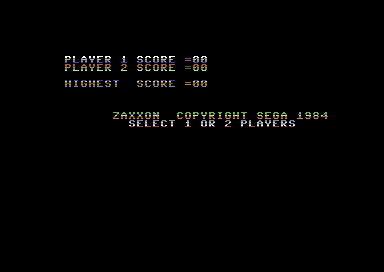 PLAYER 1 SCORE =00
PLAYER 2 SCORE =00
HIGHEST  SCORE =00
ZAXXON  COPYRIGHT SEGA 1984
SELECT 1 OR 2 PLAYERS